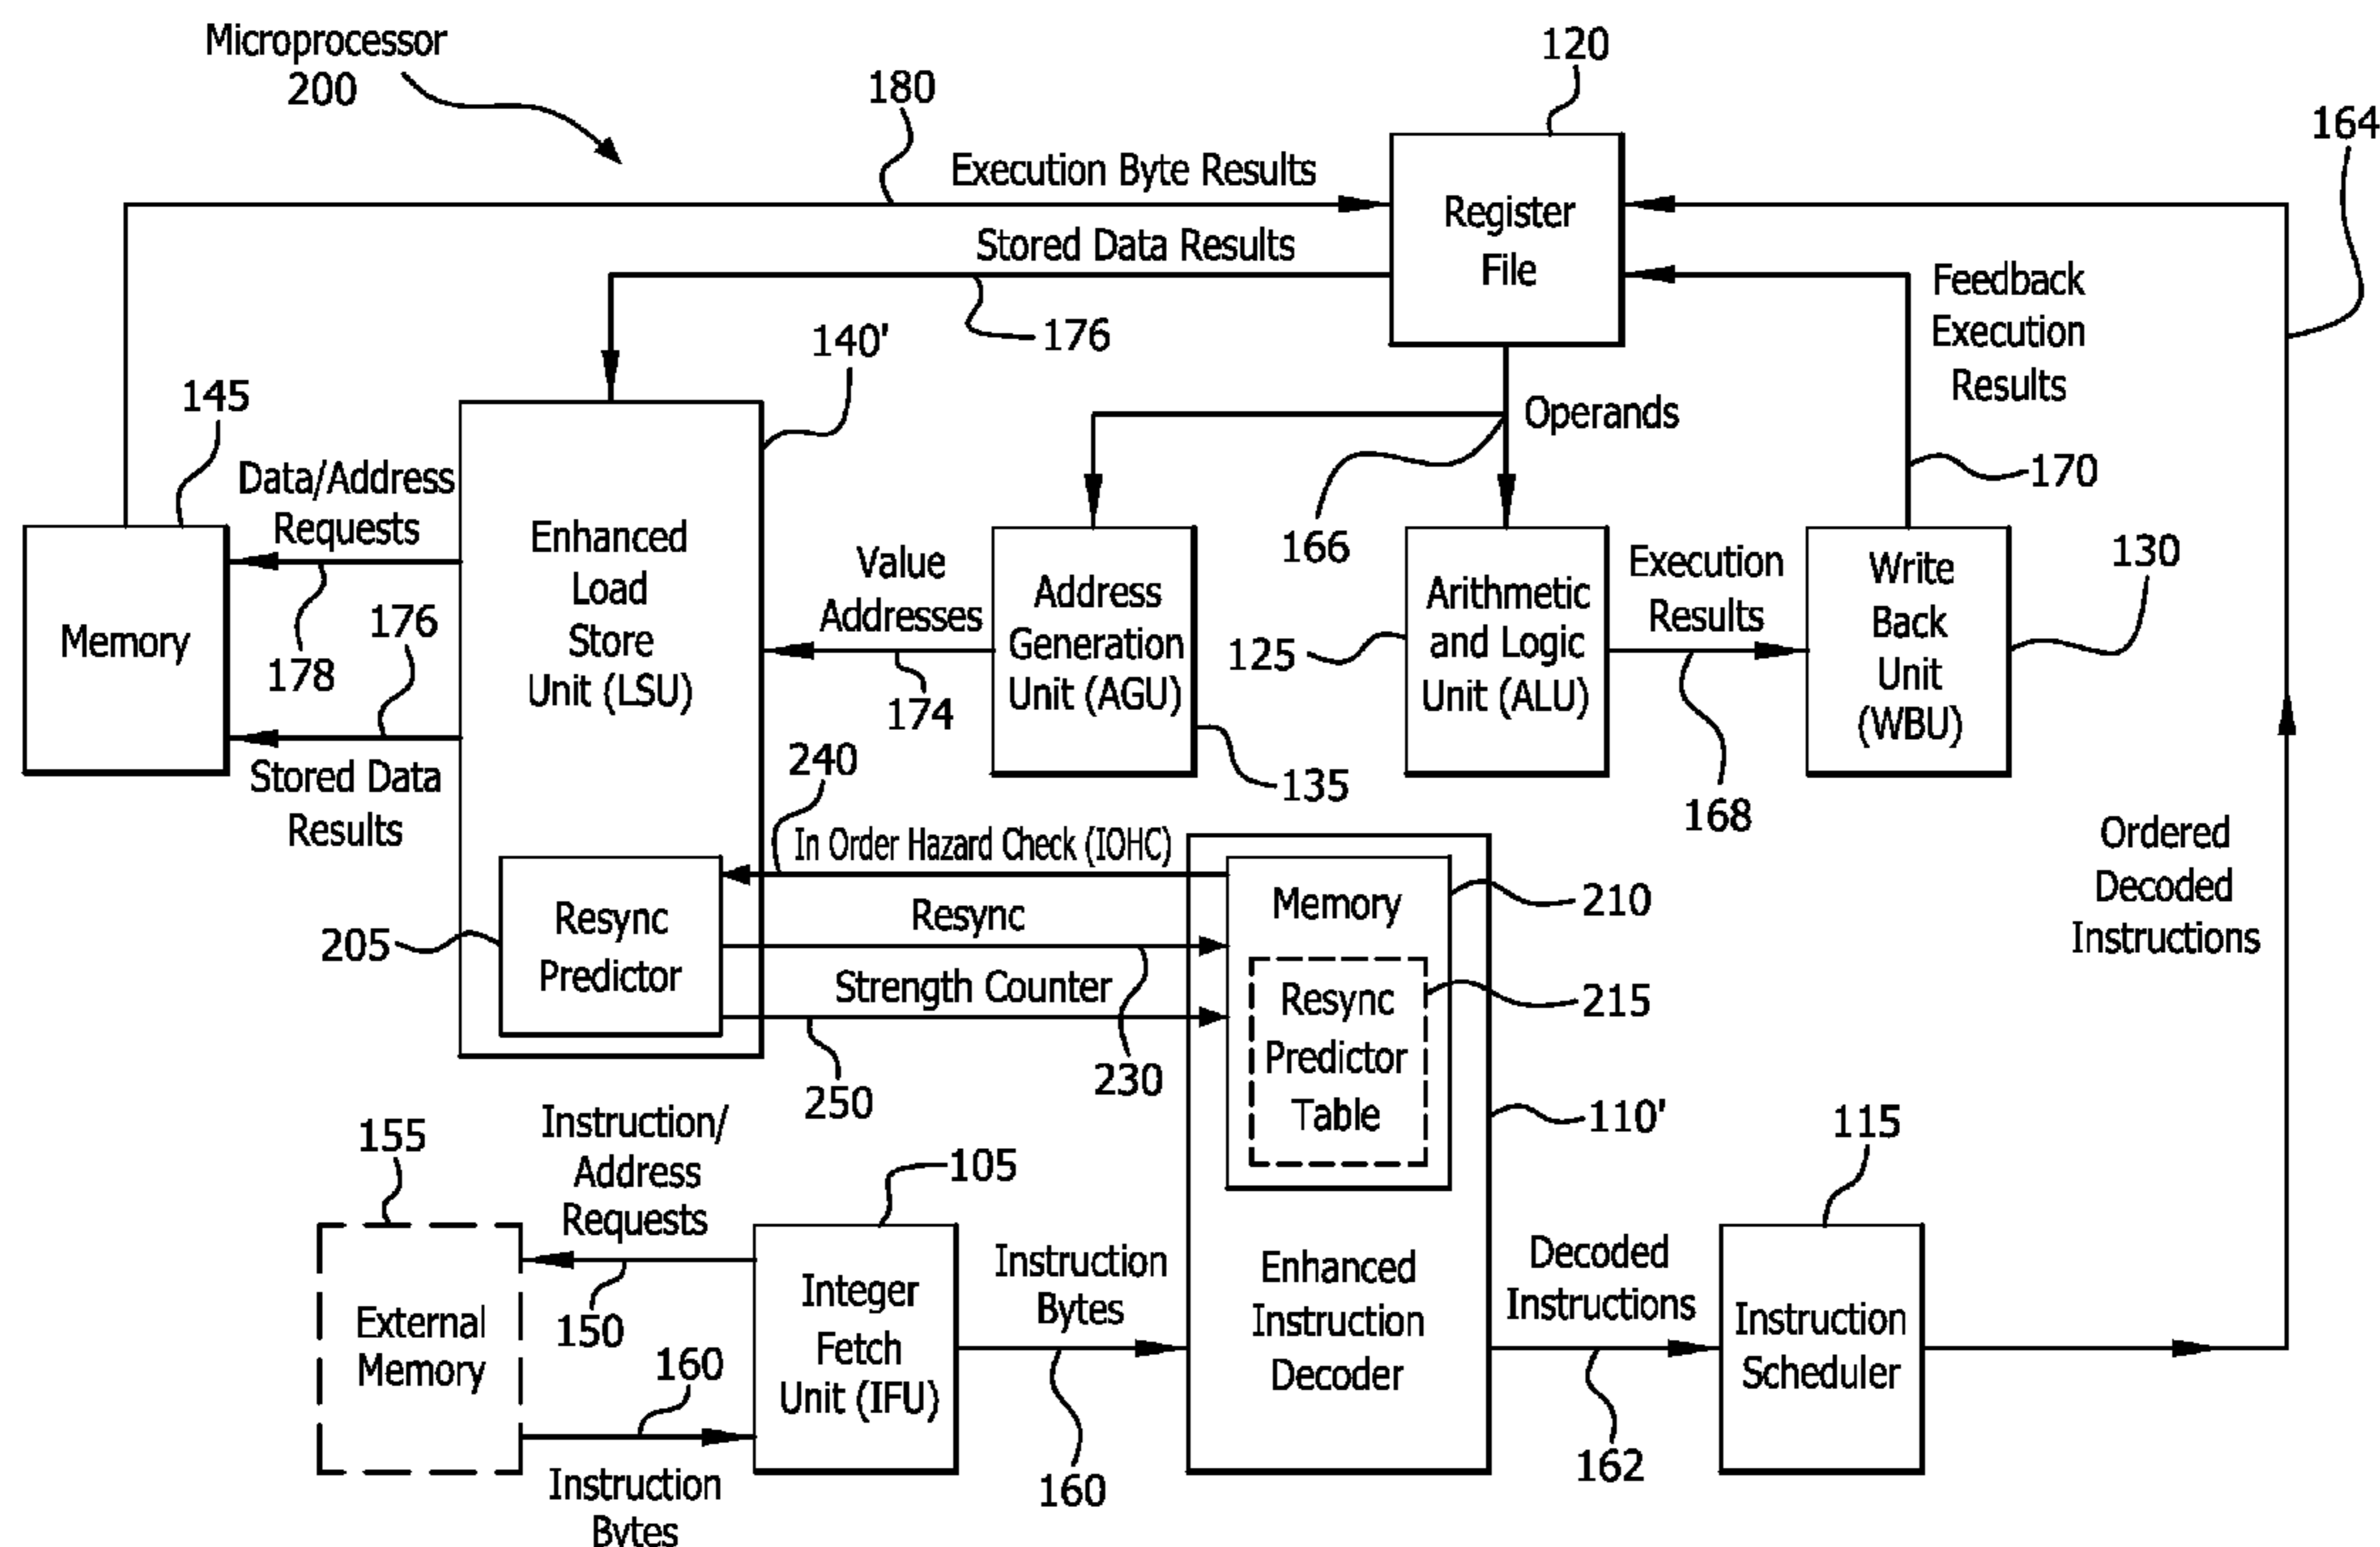 Microprocessor
200
180
120
164
Execution Byte Results
Register
File
Stored Data Results
176
Feedback
Execution
Results
140'
145
Operands
166
170
Data/Address
Requests
178
176
Memory
Stored Data
Results
Enhanced
Load
Store
Unit (LSU)
Value
Addresses
174
Address
Generation
Unit (AGU)
135
125
Arithmetic
and Logic
Unit (ALU)
Execution
Results
168
Write
Back
Unit
(WBU)
130
240
In Order Hazard Check (IOHC)
Resync
Strength Counter
205
Resync
Predictor
250
230
Memory
210
Resync
Predictor
Table
215
110'
Ordered
Decoded
Instructions
155
Instruction/
Address
Requests
105
115
External
Memory
150
160
Instruction
Bytes
Integer
Fetch
Unit (IFU)
Instruction
Bytes
160
Enhanced
Instruction
Decoder
Decoded
Instructions
162
Instruction
Scheduler